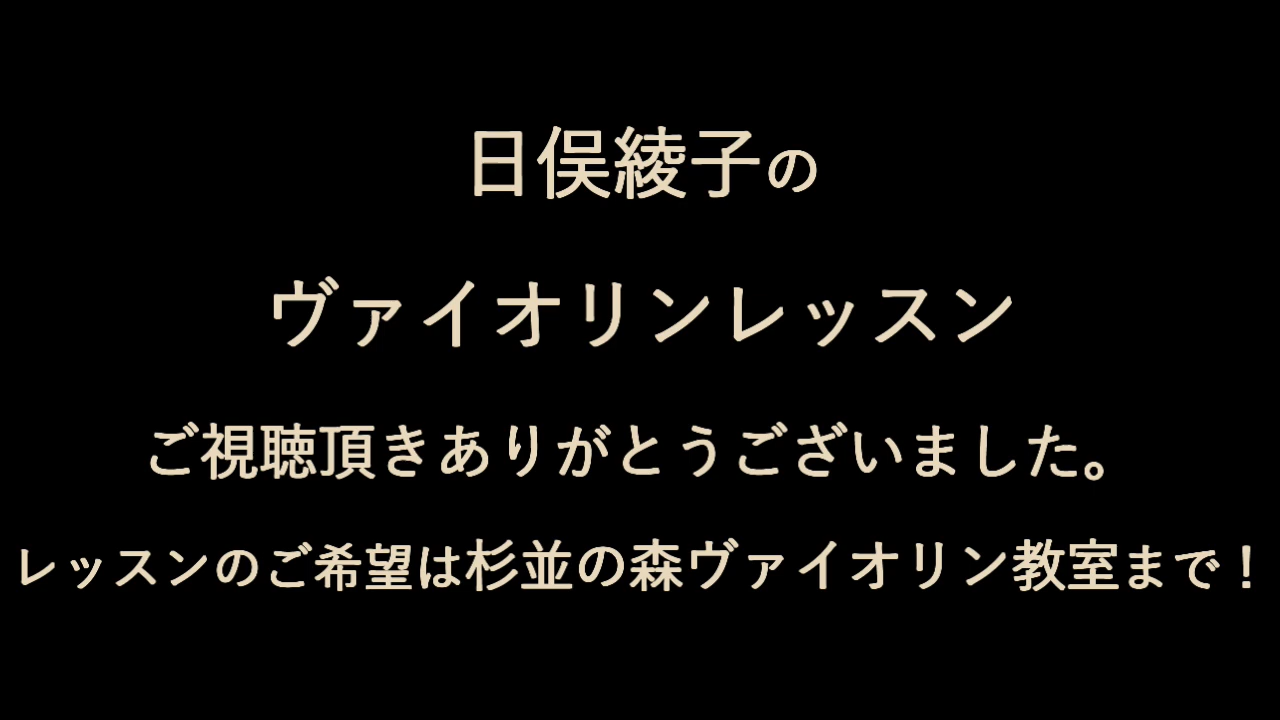 日俣綾子の
ヴァイオリンレッスン
ご視聴頂きありがとうございました。
レッスンのご希望は杉並の森ヴァイオリン教室まで！